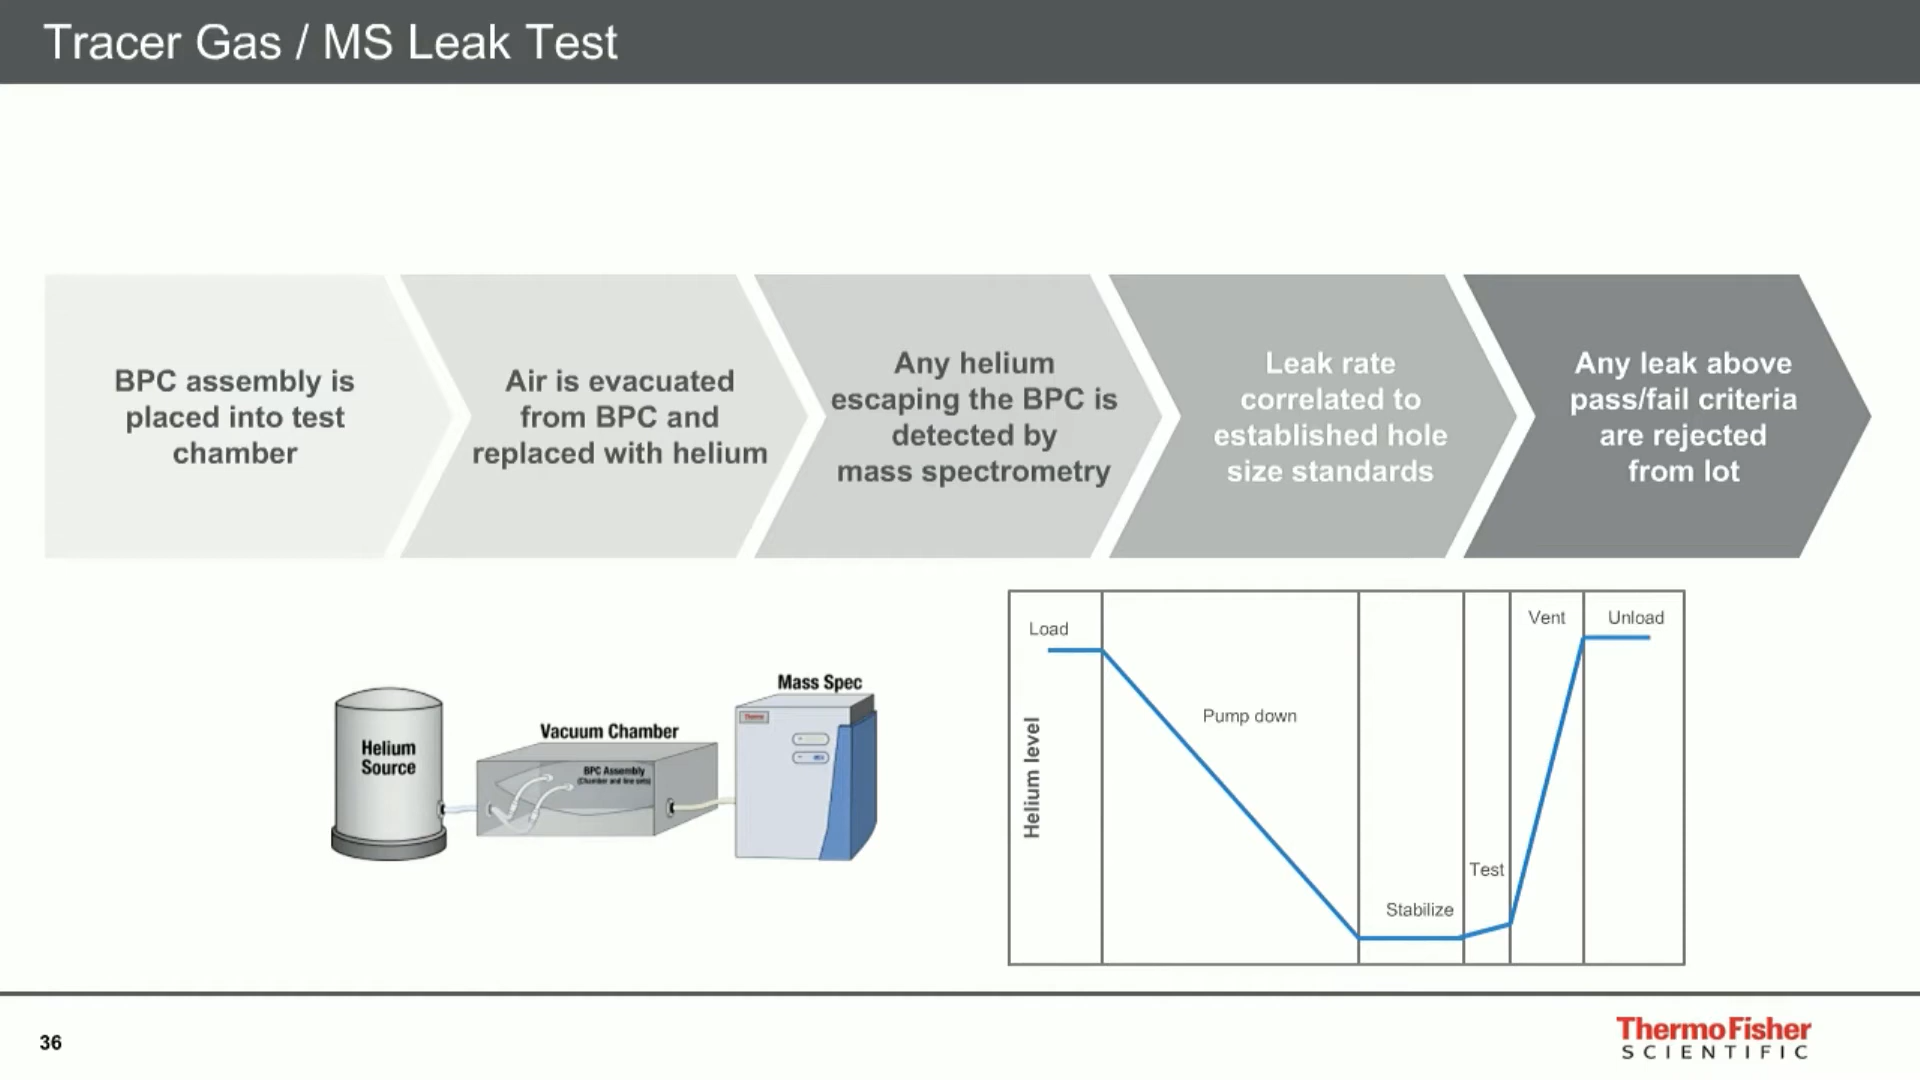 Tracer Gas / MS Leak Test
BPC assembly is
placed into test
chamber
Air is evacuated
from BPC and
replaced with helium
Any helium
escaping the BPC is
detected by
mass spectrometry
Leak rate
correlated to
established hole
size standards
Any leak above
pass/fail criteria
are rejected
from lot
Helium
Source
Vacuum Chamber
BPC Assembly
(Chamber and line sets)
Mass Spec
Thermo
Helium level
Load
Pump down
Stabilize
Test
Vent
Unload
36
ThermoFisher
SCIENTIFIC